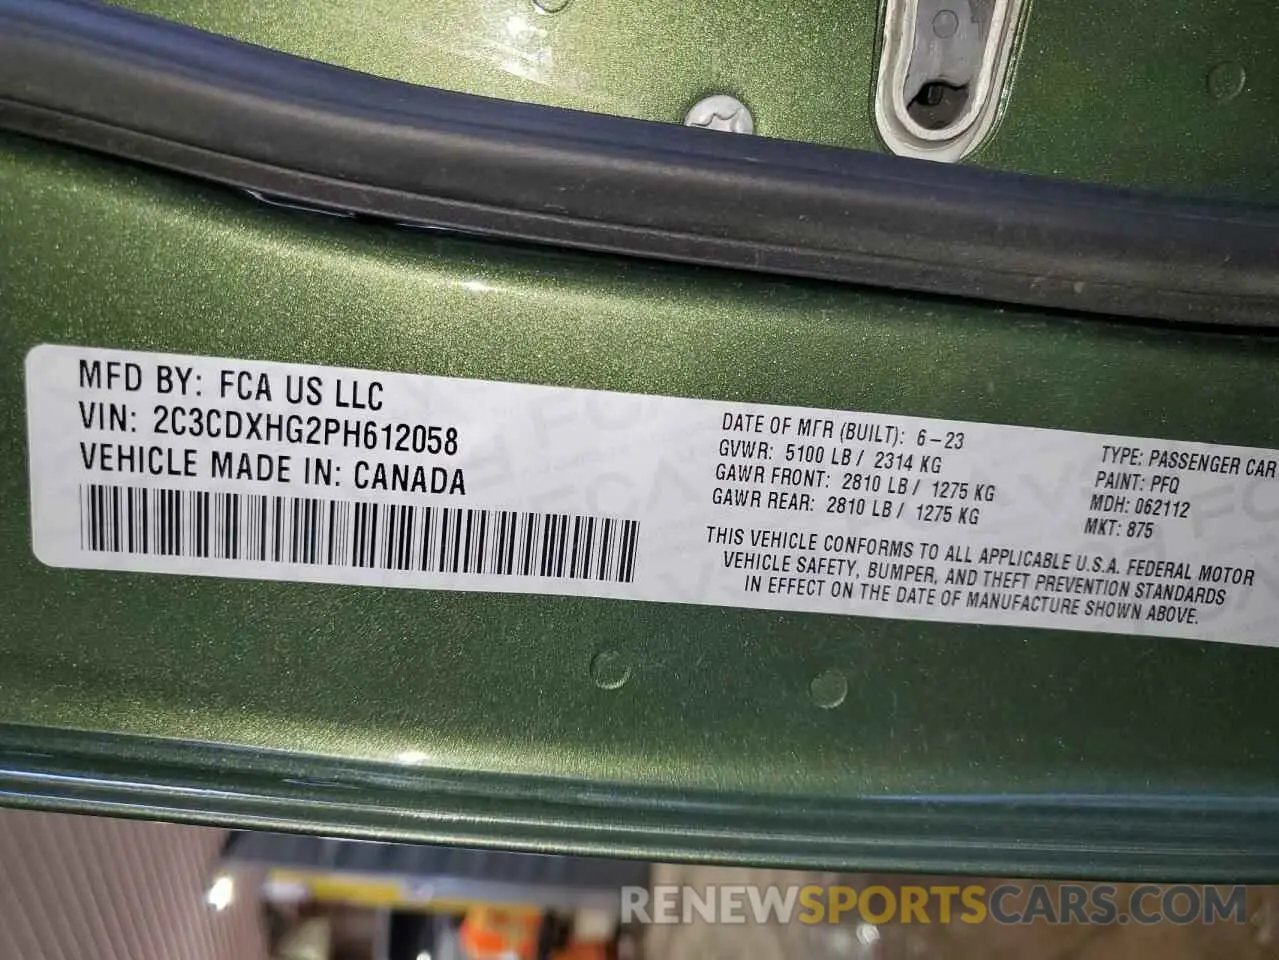 MFD BY: FCA US LLC
VIN: 2C3CDXHG2PH612058
VEHICLE MADE IN: CANADA
DATE OF MFR (BUILT): 6-23
GVWR: 5100 LB / 2314 KG
GAWR FRONT: 2810 LB / 1275 KG
GAWR REAR: 2810 LB / 1275 KG
TYPE: PASSENGER CAR
PAINT: PFQ
MDH: 062112
MKT: 875
THIS VEHICLE CONFORMS TO ALL APPLICABLE U.S.A. FEDERAL MOTOR
VEHICLE SAFETY, BUMPER, AND THEFT PREVENTION STANDARDS
IN EFFECT ON THE DATE OF MANUFACTURE SHOWN ABOVE.
RENEWSPORTSCARS.COM